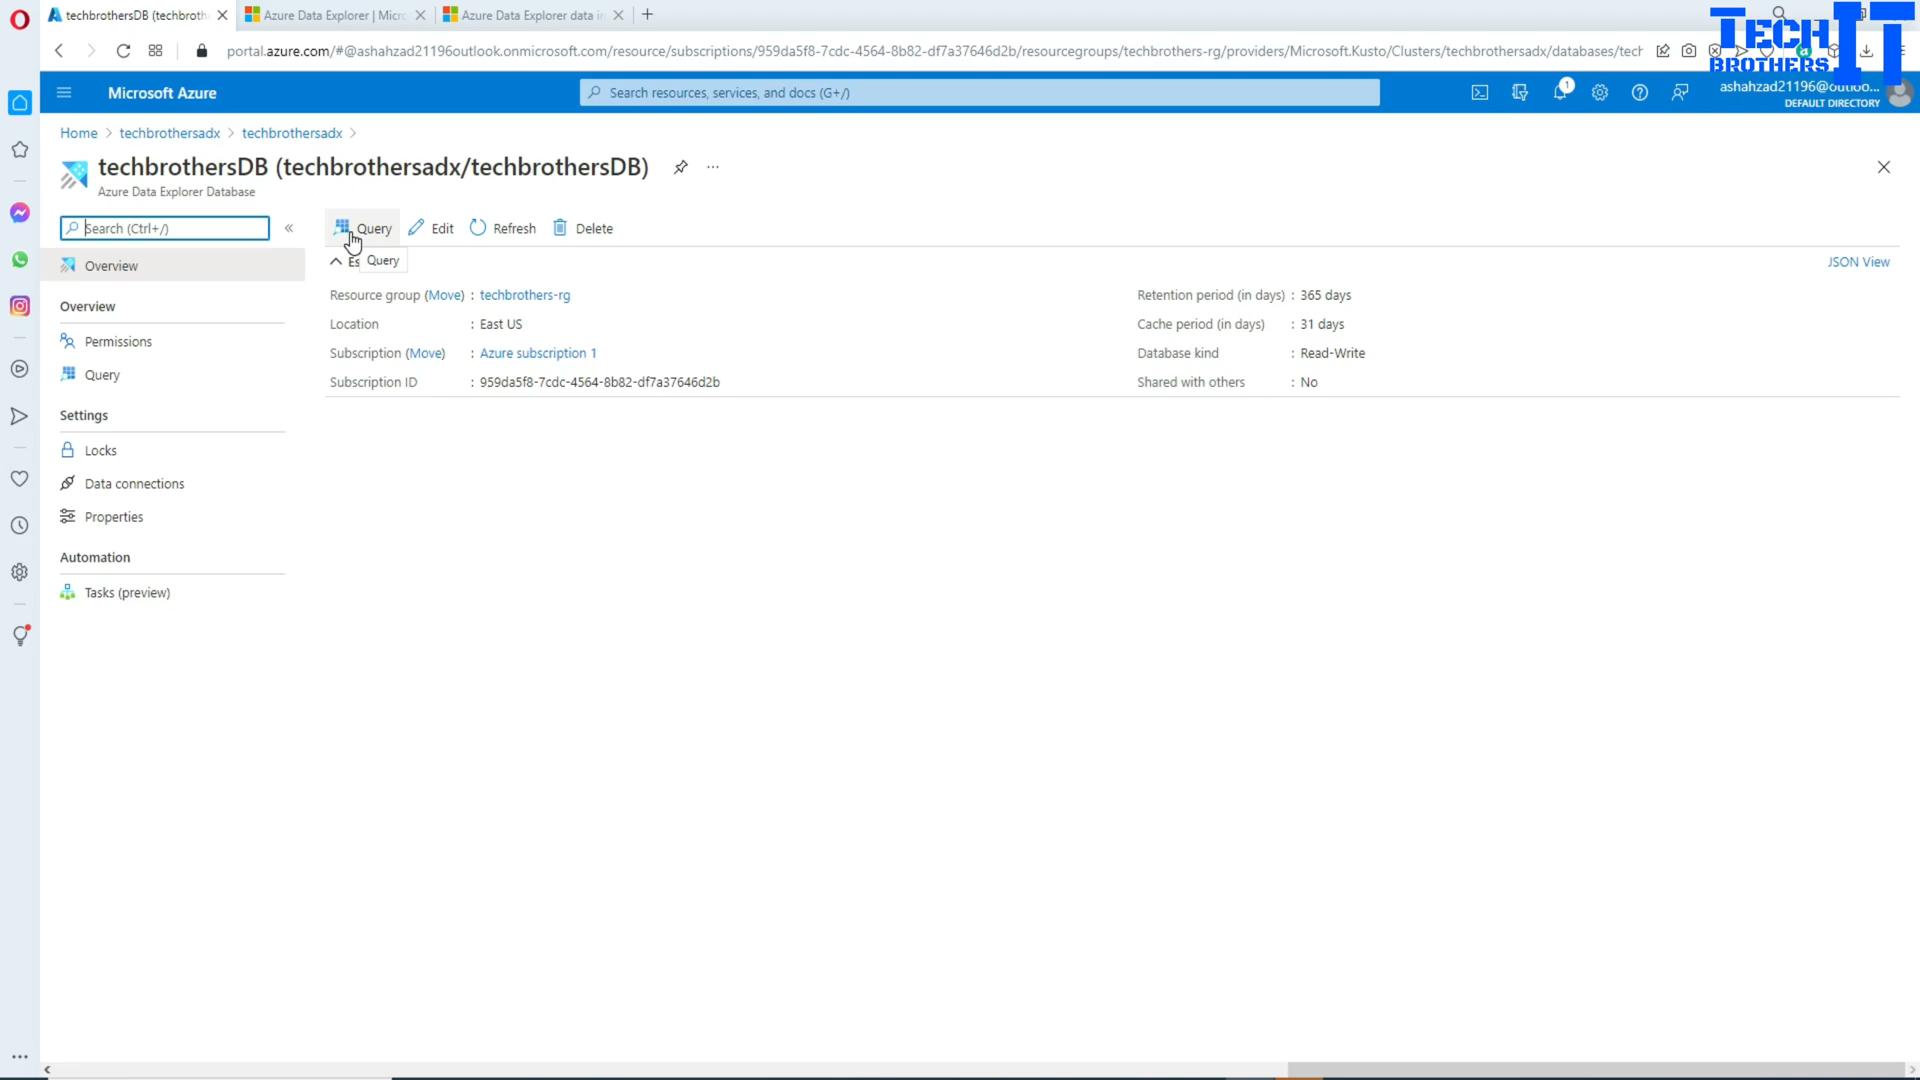 techbrothersDB (techbroth
Azure Data Explorer | Micr
Azure Data Explorer data in
portal.azure.com/#@ashahzad21196outlook.onmicrosoft.com/resource/subscriptions/959da5f8-7cdc-4564-8b82-df7a37646d2b/resourcegroups/techbrothers-rg/providers/Microsoft.Kusto/Clusters/techbrothersadx/databases/tech
TECH IT
BROTHERS
Microsoft Azure
Search resources, services, and docs (G+/)
1
ashahzad21196@outloo...
DEFAULT DIRECTORY
Home > techbrothersadx > techbrothersadx >
techbrothersDB (techbrothersadx/techbrothersDB)
Azure Data Explorer Database
Search (Ctrl+/)
Query
Edit
Refresh
Delete
Query
JSON View
Overview
Overview
Permissions
Query
Settings
Locks
Data connections
Properties
Automation
Tasks (preview)
Resource group (Move) : techbrothers-rg
Location : East US
Subscription (Move) : Azure subscription 1
Subscription ID : 959da5f8-7cdc-4564-8b82-df7a37646d2b
Retention period (in days) : 365 days
Cache period (in days) : 31 days
Database kind : Read-Write
Shared with others : No